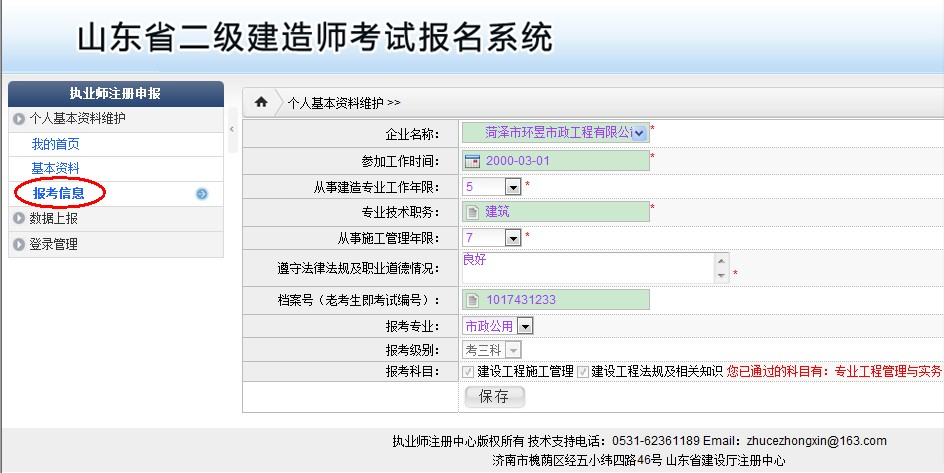 山东省二级建造师考试报名系统
执业师注册申报
个人基本资料维护
我的首页
基本资料
报考信息
数据上报
登录管理
个人基本资料维护 >>
企业名称： 菏泽市环昱市政工程有限公 *
参加工作时间： 2000-03-01 *
从事建造专业工作年限： 5 *
专业技术职务： 建筑 *
从事施工管理年限： 7 *
遵守法律法规及职业道德情况： 良好 *
档案号（老考生即考试编号）： 1017431233
报考专业： 市政公用
报考级别： 考三科
报考科目： 建设工程施工管理 建设工程法规及相关知识 您已通过的科目有：专业工程管理与实务
保存
执业师注册中心版权所有 技术支持电话：0531-62361189 Email：zhucezhongxin@163.com
济南市槐荫区经五小纬四路46号 山东省建设厅注册中心